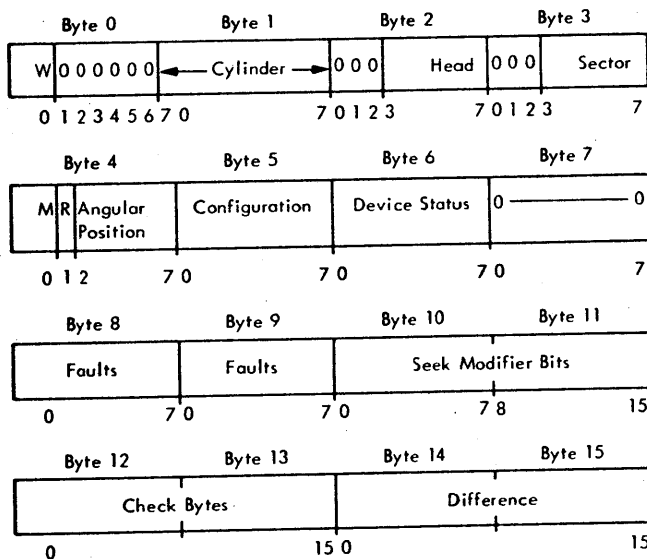 Byte 0 Byte 1 Byte 2 Byte 3
W 0 0 0 0 0 0 Cylinder 0 0 0 Head 0 0 0 Sector
0 1 2 3 4 5 6 7 0 7 0 1 2 3 7 0 1 2 3 7
Byte 4 Byte 5 Byte 6 Byte 7
M R Angular Position Configuration Device Status 0 0
0 1 2 7 0 7 0 7 0 7
Byte 8 Byte 9 Byte 10 Byte 11
Faults Faults Seek Modifier Bits
0 7 0 7 0 7 8 15
Byte 12 Byte 13 Byte 14 Byte 15
Check Bytes Difference
0 15 0 15